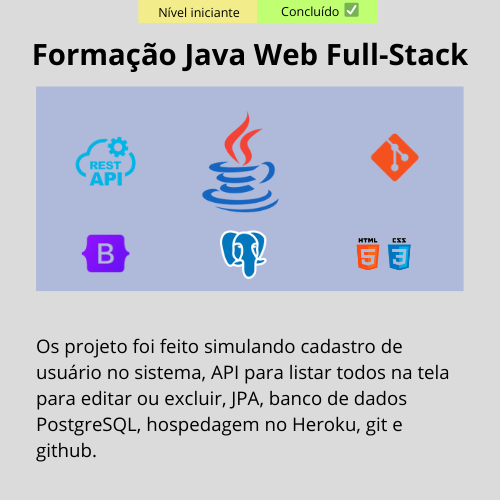 Nível iniciante
Concluído ✅
Formação Java Web Full-Stack
REST
API
B
HTML
CSS
5
3
Os projeto foi feito simulando cadastro de
usuário no sistema, API para listar todos na tela
para editar ou excluir, JPA, banco de dados
PostgreSQL, hospedagem no Heroku, git e
github.